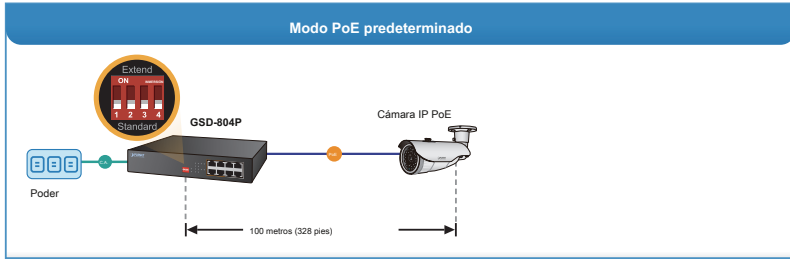 Modo PoE predeterminado
Extend
ON
1 2 3 4
Standard
GSD-804P
Cámara IP PoE
C.A.
PLANET
Poder
100 metros (328 pies)